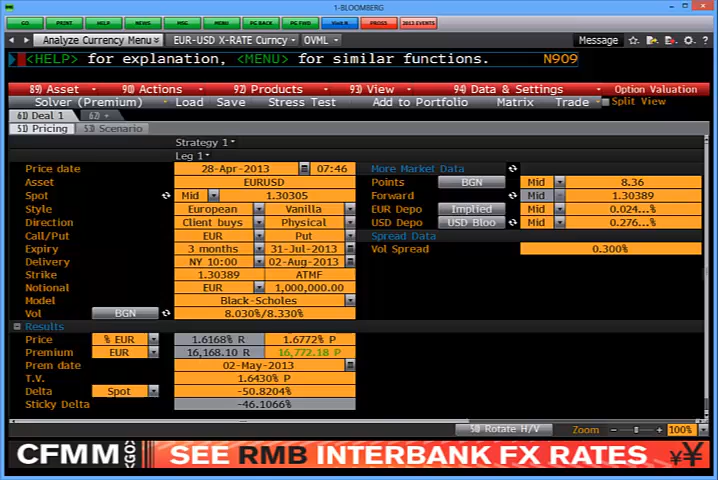 1-BLOOMBERG
GO PRINT HELP NEWS MSG MENU PG BACK PG FWD PROSS 2013 EVENTS
Analyze Currency Menu EUR-USD X-RATE Curncy OVML Message ?
<HELP> for explanation, <MENU> for similar functions. N909
89) Asset 90) Actions 92) Products 93) View 94) Data & Settings Option Valuation
Solver (Premium) Load Save Stress Test Add to Portfolio Matrix Trade Split View
61) Deal 1 62) +
51) Pricing 53) Scenario
Strategy 1
Leg 1
Price date 28-Apr-2013 07:46 More Market Data
Asset EURUSD Points BGN Mid 8.36
Spot Mid 1.30305 Forward Mid 1.30389
Style European Vanilla EUR Depo Implied Mid 0.024...%
Direction Client buys Physical USD Depo USD Bloo Mid 0.276...%
Call/Put EUR Put Spread Data
Expiry 3 months 31-Jul-2013 Vol Spread 0.300%
Delivery NY 10:00 02-Aug-2013
Strike 1.30389 ATMF
Notional EUR 1,000,000.00
Model Black-Scholes
Vol BGN 8.030%/8.330%
Results
Price % EUR 1.6168% R 1.6772% P
Premium EUR 16,168.10 R 16,772.18 P
Prem date 02-May-2013
T.V. 1.6430% P
Delta Spot -50.8204%
Sticky Delta -46.1066%
50) Rotate H/V Zoom - + 100%
CFMM GO SEE RMB INTERBANK FX RATES ¥¥